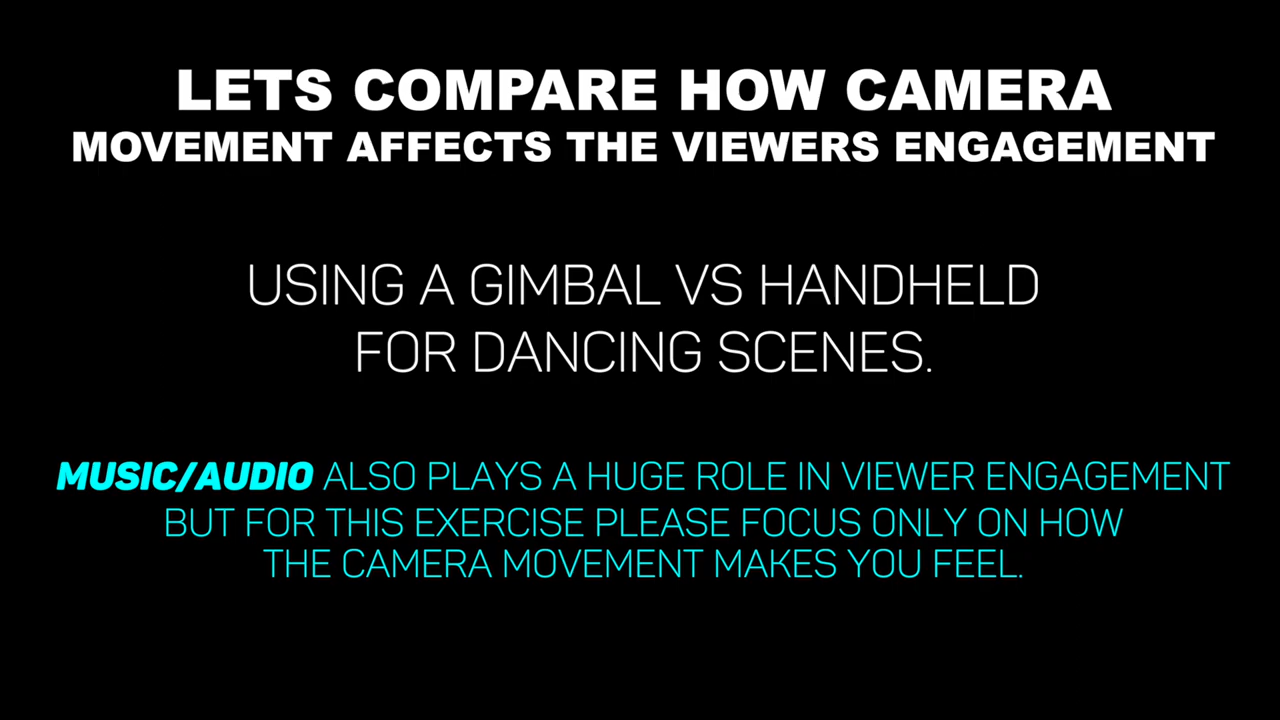 LETS COMPARE HOW CAMERA
MOVEMENT AFFECTS THE VIEWERS ENGAGEMENT
USING A GIMBAL VS HANDHELD
FOR DANCING SCENES.
MUSIC/AUDIO ALSO PLAYS A HUGE ROLE IN VIEWER ENGAGEMENT
BUT FOR THIS EXERCISE PLEASE FOCUS ONLY ON HOW
THE CAMERA MOVEMENT MAKES YOU FEEL.